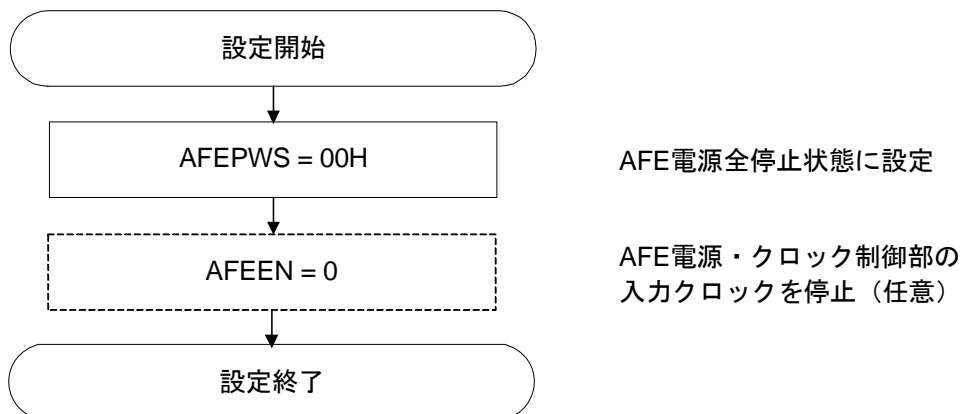 設定開始
AFEPWS = 00H
AFE電源全停止状態に設定
AFEEN = 0
AFE電源・クロック制御部の
入力クロックを停止（任意）
設定終了